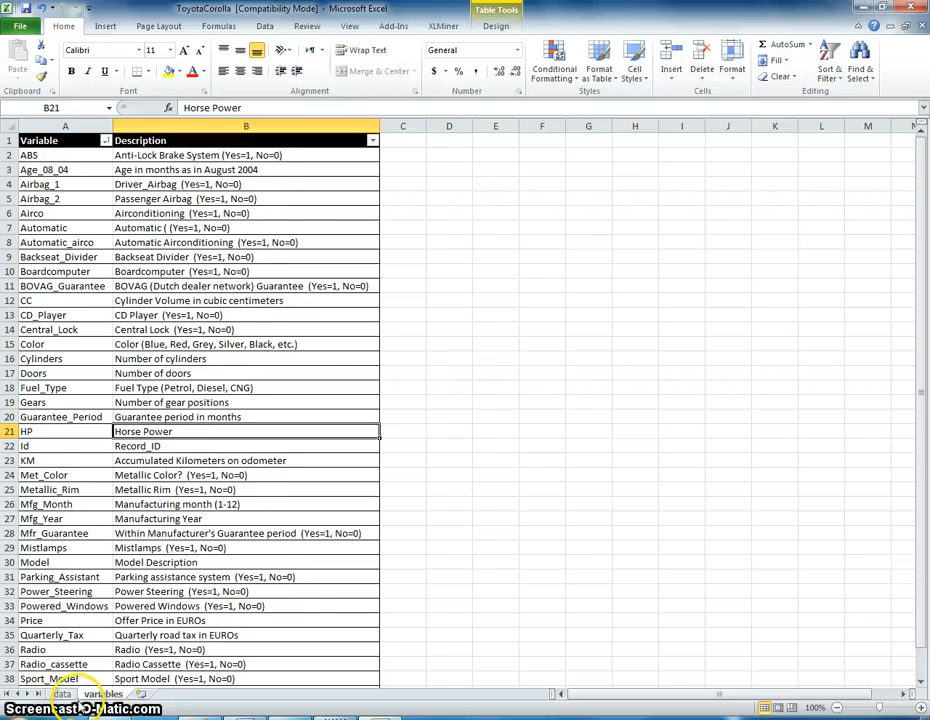 ToyotaCorolla [Compatibility Mode] - Microsoft Excel
Table Tools
File Home Insert Page Layout Formulas Data Review View Add-Ins XLMiner Design
Calibri 11 Wrap Text General AutoSum
Fill
Paste B I U Merge & Center $ % , Conditional Formatting Format as Table Cell Styles Insert Delete Format Clear Sort & Filter Find & Select
Clipboard Font Alignment Number Styles Cells Editing
B21 fx Horse Power
A B C D E F G H I J K L M N
1 Variable Description
2 ABS Anti-Lock Brake System (Yes=1, No=0)
3 Age_08_04 Age in months as in August 2004
4 Airbag_1 Driver_Airbag (Yes=1, No=0)
5 Airbag_2 Passenger Airbag (Yes=1, No=0)
6 Airco Airconditioning (Yes=1, No=0)
7 Automatic Automatic ( (Yes=1, No=0)
8 Automatic_airco Automatic Airconditioning (Yes=1, No=0)
9 Backseat_Divider Backseat Divider (Yes=1, No=0)
10 Boardcomputer Boardcomputer (Yes=1, No=0)
11 BOVAG_Guarantee BOVAG (Dutch dealer network) Guarantee (Yes=1, No=0)
12 CC Cylinder Volume in cubic centimeters
13 CD_Player CD Player (Yes=1, No=0)
14 Central_Lock Central Lock (Yes=1, No=0)
15 Color Color (Blue, Red, Grey, Silver, Black, etc.)
16 Cylinders Number of cylinders
17 Doors Number of doors
18 Fuel_Type Fuel Type (Petrol, Diesel, CNG)
19 Gears Number of gear positions
20 Guarantee_Period Guarantee period in months
21 HP Horse Power
22 Id Record_ID
23 KM Accumulated Kilometers on odometer
24 Met_Color Metallic Color? (Yes=1, No=0)
25 Metallic_Rim Metallic Rim (Yes=1, No=0)
26 Mfg_Month Manufacturing month (1-12)
27 Mfg_Year Manufacturing Year
28 Mfr_Guarantee Within Manufacturer's Guarantee period (Yes=1, No=0)
29 Mistlamps Mistlamps (Yes=1, No=0)
30 Model Model Description
31 Parking_Assistant Parking assistance system (Yes=1, No=0)
32 Power_Steering Power Steering (Yes=1, No=0)
33 Powered_Windows Powered Windows (Yes=1, No=0)
34 Price Offer Price in EUROs
35 Quarterly_Tax Quarterly road tax in EUROs
36 Radio Radio (Yes=1, No=0)
37 Radio_cassette Radio Cassette (Yes=1, No=0)
38 Sport_Model Sport Model (Yes=1, No=0)
data variables
Screencast-O-Matic.com 100%